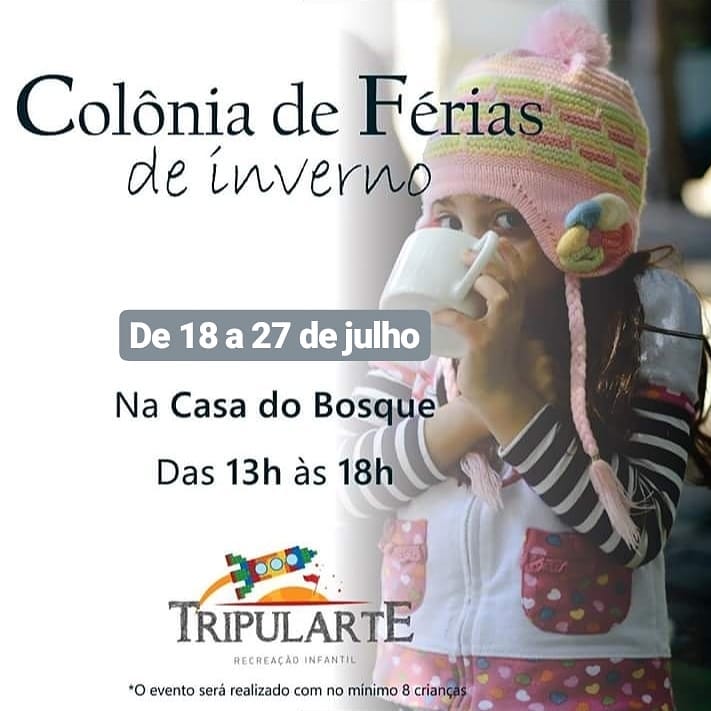 Colônia de Férias
de inverno
De 18 a 27 de julho
Na Casa do Bosque
Das 13h às 18h
TRIPULARTE
RECREAÇÃO INFANTIL
*O evento será realizado com no mínimo 8 crianças